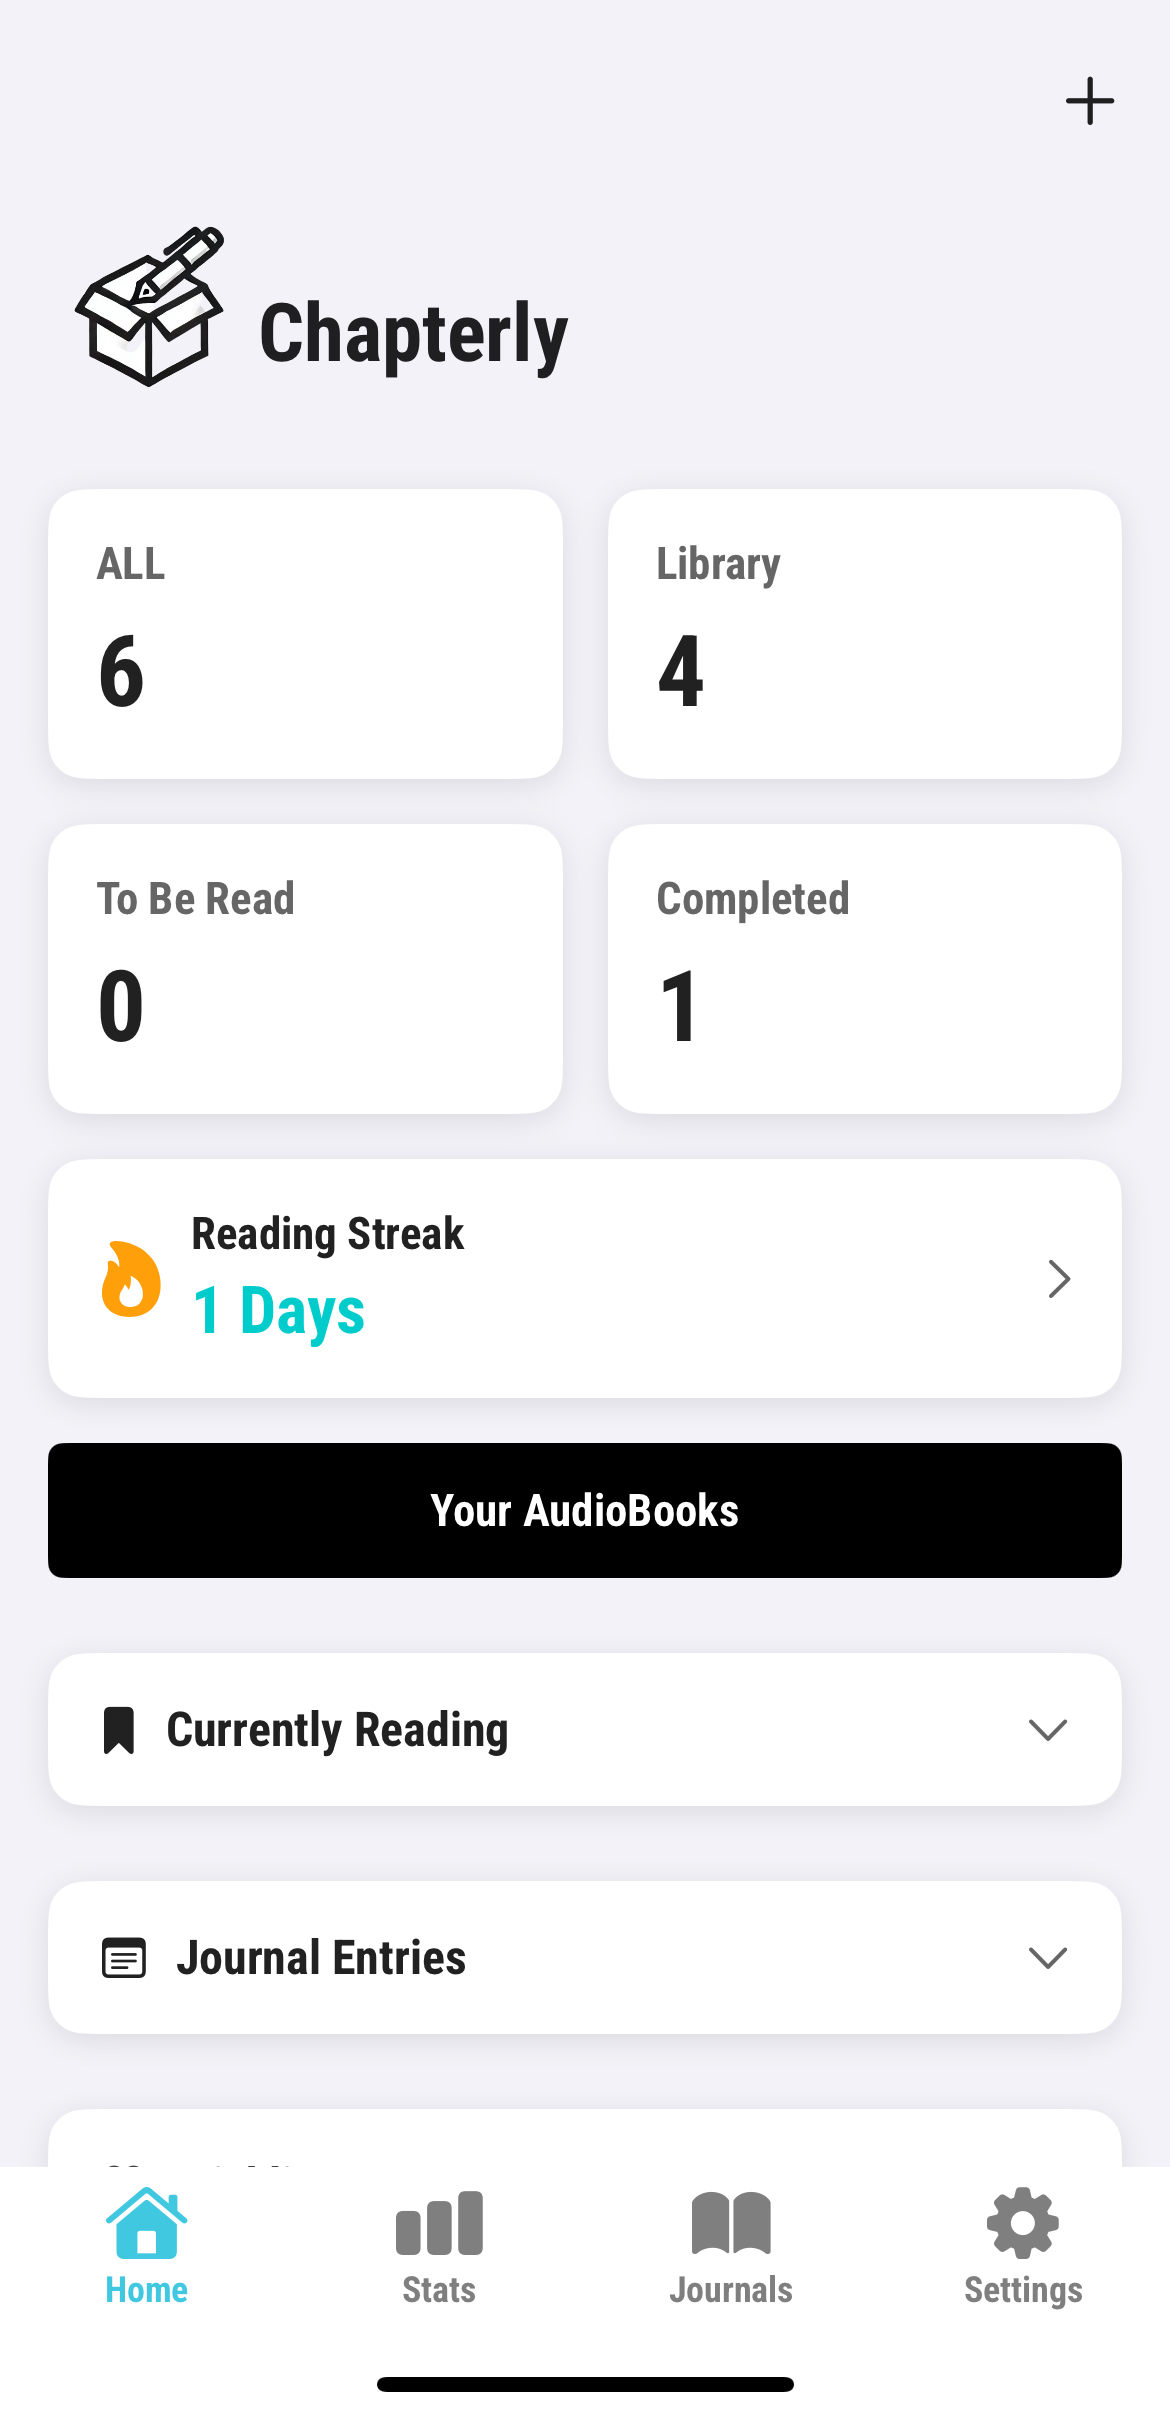 Chapterly
ALL
6
Library
4
To Be Read
0
Completed
1
Reading Streak
1 Days
Your AudioBooks
Currently Reading
Journal Entries
Home
Stats
Journals
Settings